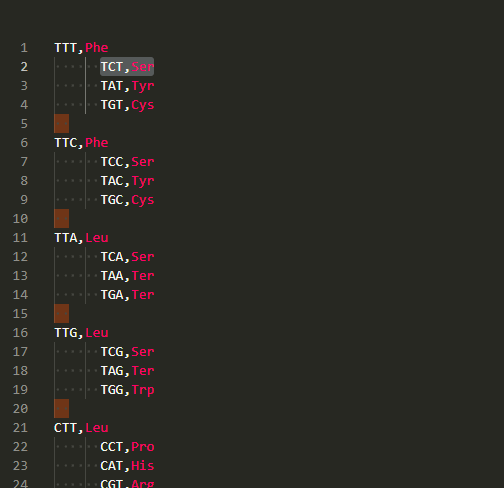 1 TTT,Phe
2 TCT,Ser
3 TAT,Tyr
4 TGT,Cys
5
6 TTC,Phe
7 TCC,Ser
8 TAC,Tyr
9 TGC,Cys
10
11 TTA,Leu
12 TCA,Ser
13 TAA,Ter
14 TGA,Ter
15
16 TTG,Leu
17 TCG,Ser
18 TAG,Ter
19 TGG,Trp
20
21 CTT,Leu
22 CCT,Pro
23 CAT,His
24 CGT,Arg